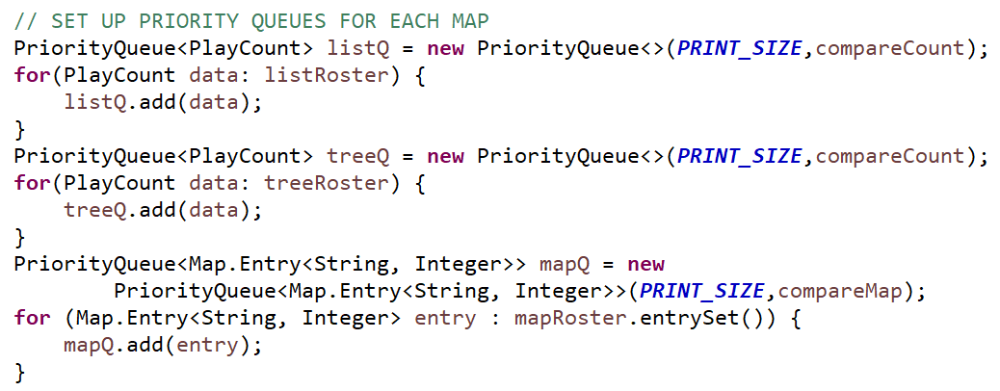 // SET UP PRIORITY QUEUES FOR EACH MAP
PriorityQueue<PlayCount> listQ = new PriorityQueue<>(PRINT_SIZE,compareCount);
for(PlayCount data: listRoster) {
    listQ.add(data);
}
PriorityQueue<PlayCount> treeQ = new PriorityQueue<>(PRINT_SIZE,compareCount);
for(PlayCount data: treeRoster) {
    treeQ.add(data);
}
PriorityQueue<Map.Entry<String, Integer>> mapQ = new
        PriorityQueue<Map.Entry<String, Integer>>(PRINT_SIZE,compareMap);
for (Map.Entry<String, Integer> entry : mapRoster.entrySet()) {
    mapQ.add(entry);
}